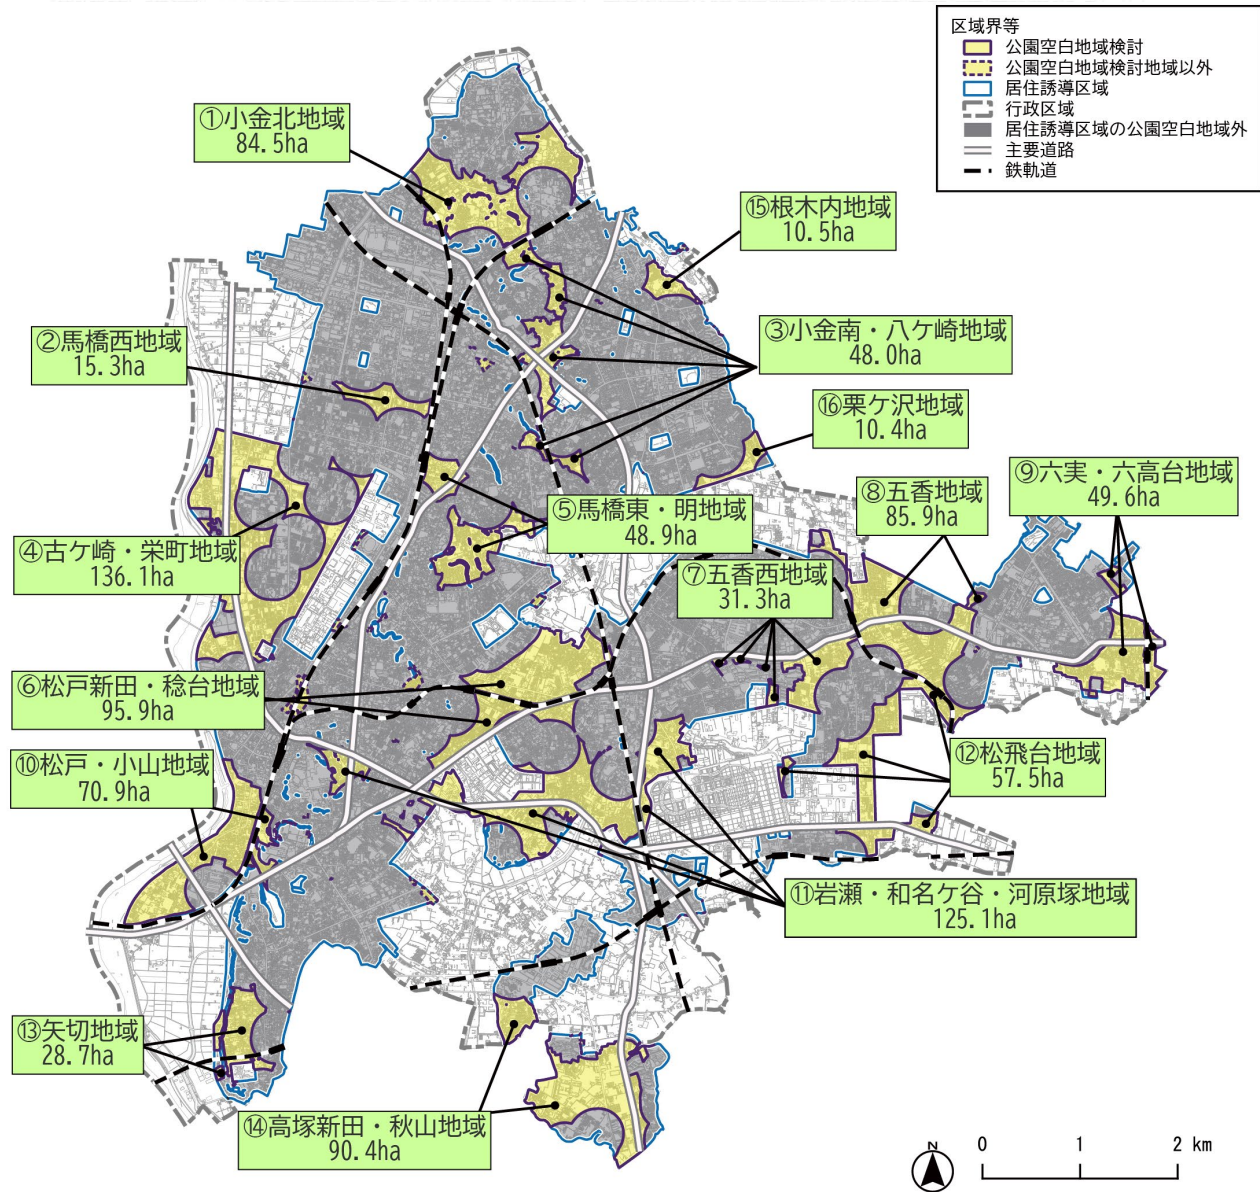 区域界等
公園空白地域検討
公園空白地域検討地域以外
居住誘導区域
行政区域
居住誘導区域の公園空白地域外
主要道路
鉄軌道
①小金北地域
84.5ha
⑮根木内地域
10.5ha
②馬橋西地域
15.3ha
③小金南・八ケ崎地域
48.0ha
⑯栗ケ沢地域
10.4ha
⑨六実・六高台地域
49.6ha
⑧五香地域
85.9ha
⑤馬橋東・明地域
48.9ha
④古ケ崎・栄町地域
136.1ha
⑦五香西地域
31.3ha
⑥松戸新田・稔台地域
95.9ha
⑫松飛台地域
57.5ha
⑩松戸・小山地域
70.9ha
⑪岩瀬・和名ケ谷・河原塚地域
125.1ha
⑬矢切地域
28.7ha
⑭高塚新田・秋山地域
90.4ha
N
0 1 2 km